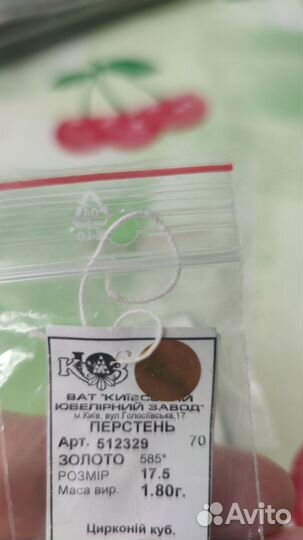 КЮЗ
ВАТ "КИЇВСЬКИЙ
ЮВЕЛІРНИЙ ЗАВОД"
м.Київ, вул.Голосіївська,17
ПЕРСТЕНЬ
Арт. 512329 70
ЗОЛОТО 585°
РОЗМІР 17.5
Маса вир. 1.80г.
Цирконій куб.
Avito